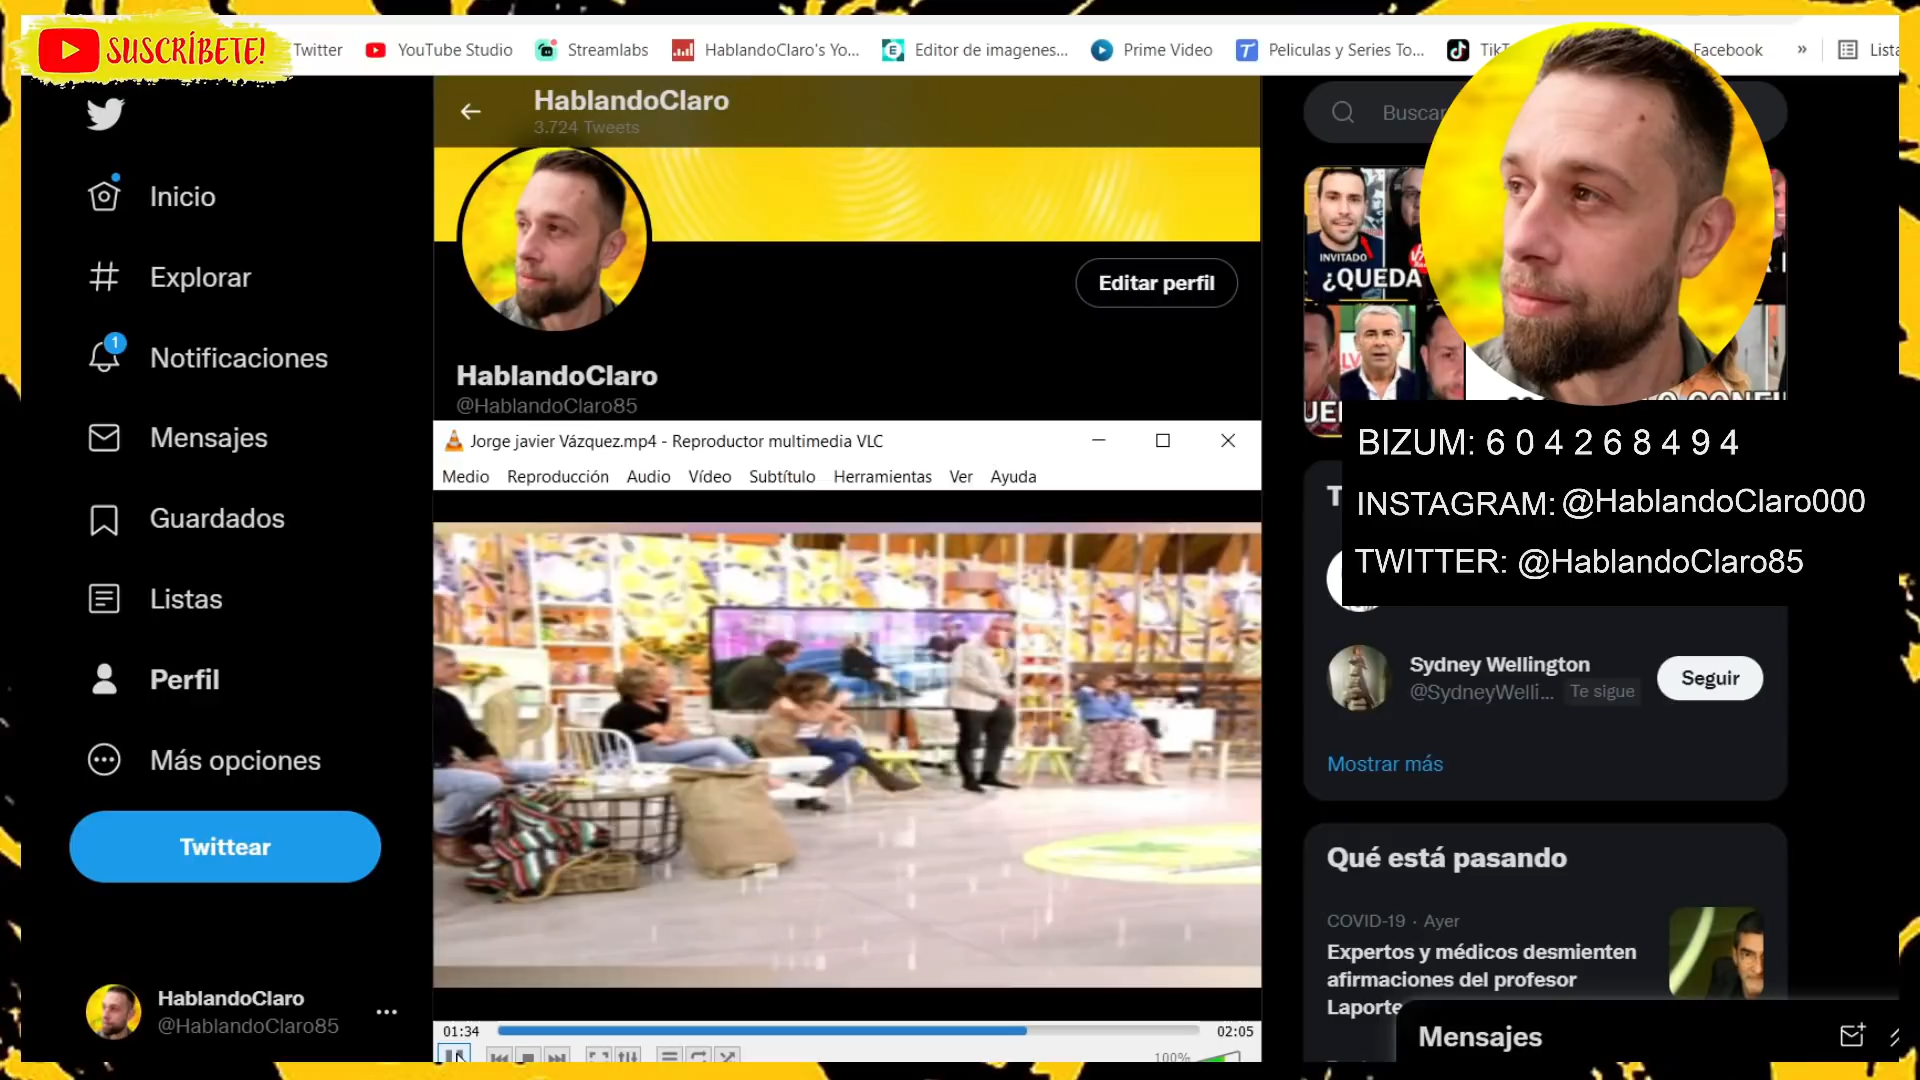 SUSCRÍBETE!
Twitter
YouTube Studio
Streamlabs
HablandoClaro's Yo...
Editor de imagenes...
Prime Video
Peliculas y Series To...
Facebook
»
HablandoClaro
3.724 Tweets
Inicio
Explorar
1
Notificaciones
Mensajes
Guardados
Listas
Perfil
Más opciones
Twittear
HablandoClaro
@HablandoClaro85
Editar perfil
HablandoClaro
@HablandoClaro85
Jorge javier Vázquez.mp4 - Reproductor multimedia VLC
Medio Reproducción Audio Vídeo Subtítulo Herramientas Ver Ayuda
01:34
02:05
100%
INVITADO
¿QUEDA
BIZUM: 6 0 4 2 6 8 4 9 4
INSTAGRAM: @HablandoClaro000
TWITTER: @HablandoClaro85
Sydney Wellington
@SydneyWelli... Te sigue
Seguir
Mostrar más
Qué está pasando
COVID-19 · Ayer
Expertos y médicos desmienten
afirmaciones del profesor
Laporte
Mensajes